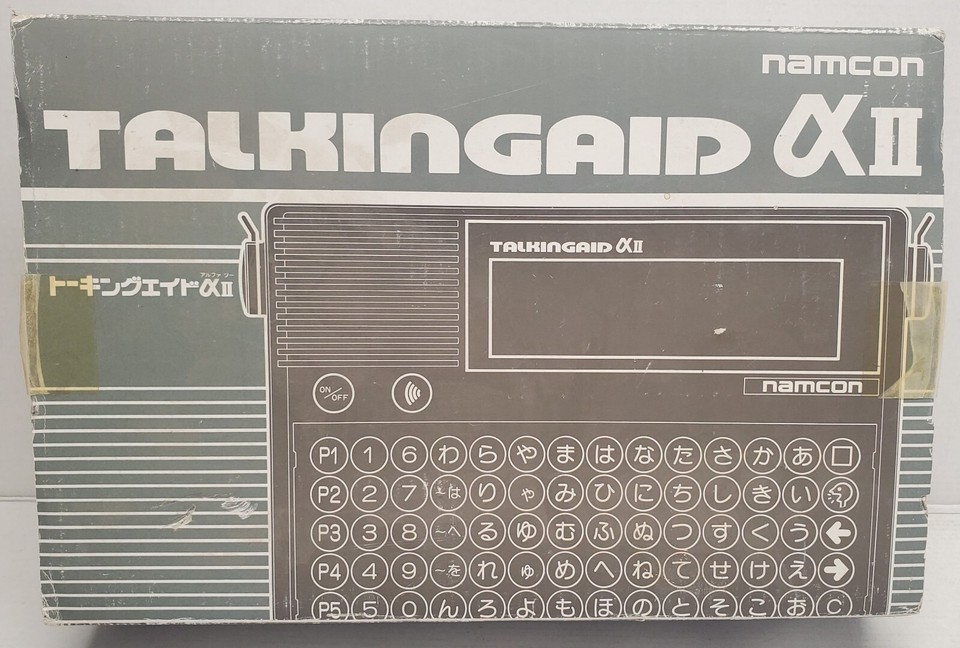 namcon
TALKINGAID αII
TALKINGAID αII
アルファ ツー
トーキングエイドαII
ON/OFF
namcon
P1 1 6 わ ら や ま は な た さ か あ □
P2 2 7 ~は り ゃ み ひ に ち し き い
P3 3 8 ~へ る ゆ む ふ ぬ つ す く う ←
P4 4 9 ~を れ ゅ め へ ね て せ け え →
P5 5 0 ん ろ よ も ほ の と そ こ お C